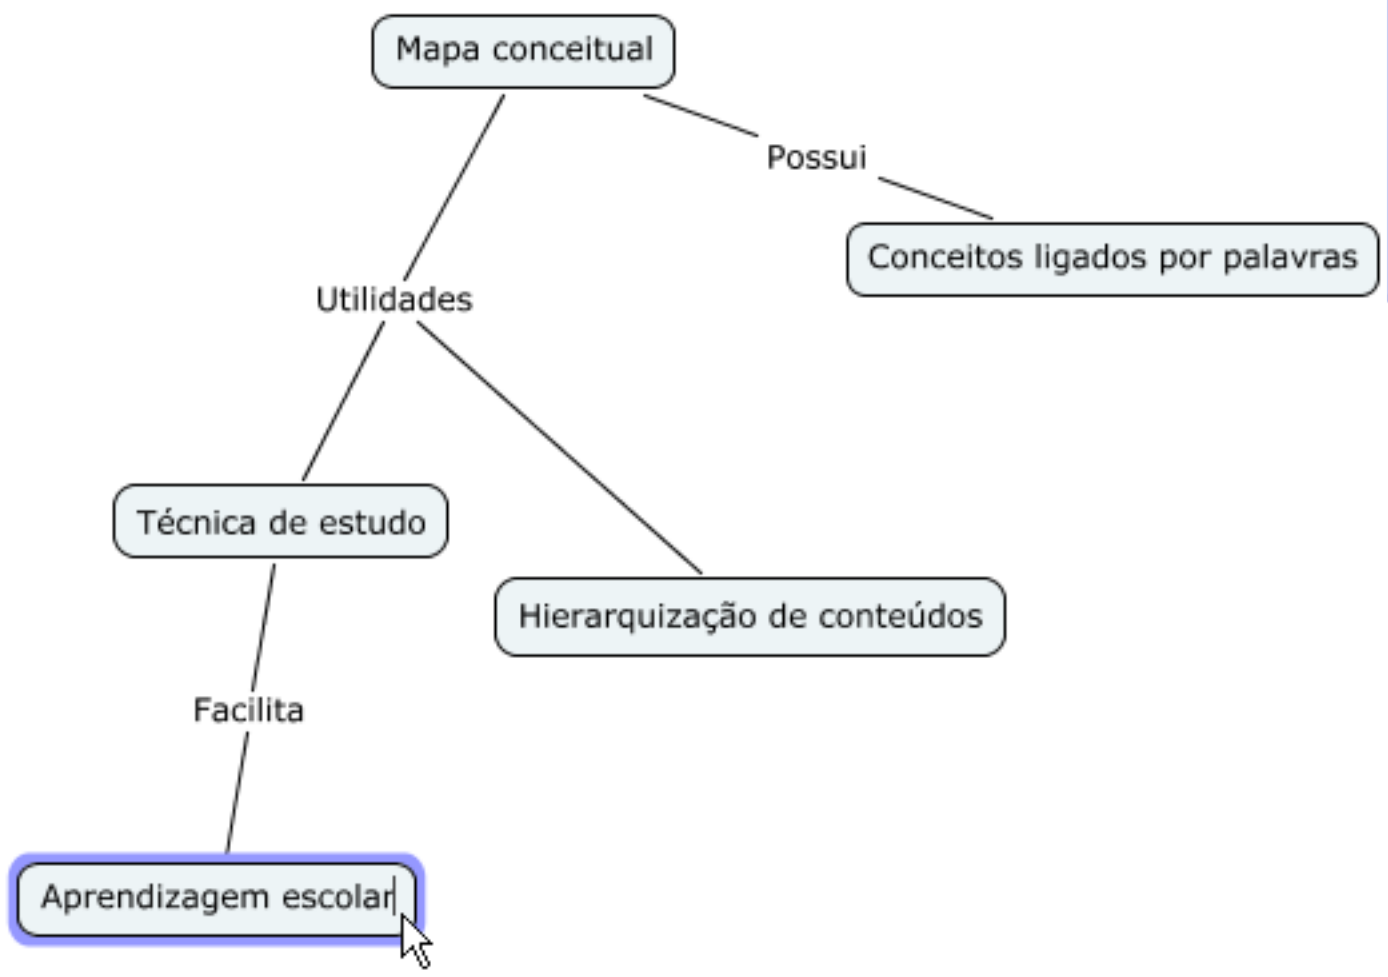 Mapa conceitual
Possui
Conceitos ligados por palavras
Utilidades
Técnica de estudo
Hierarquização de conteúdos
Facilita
Aprendizagem escolar